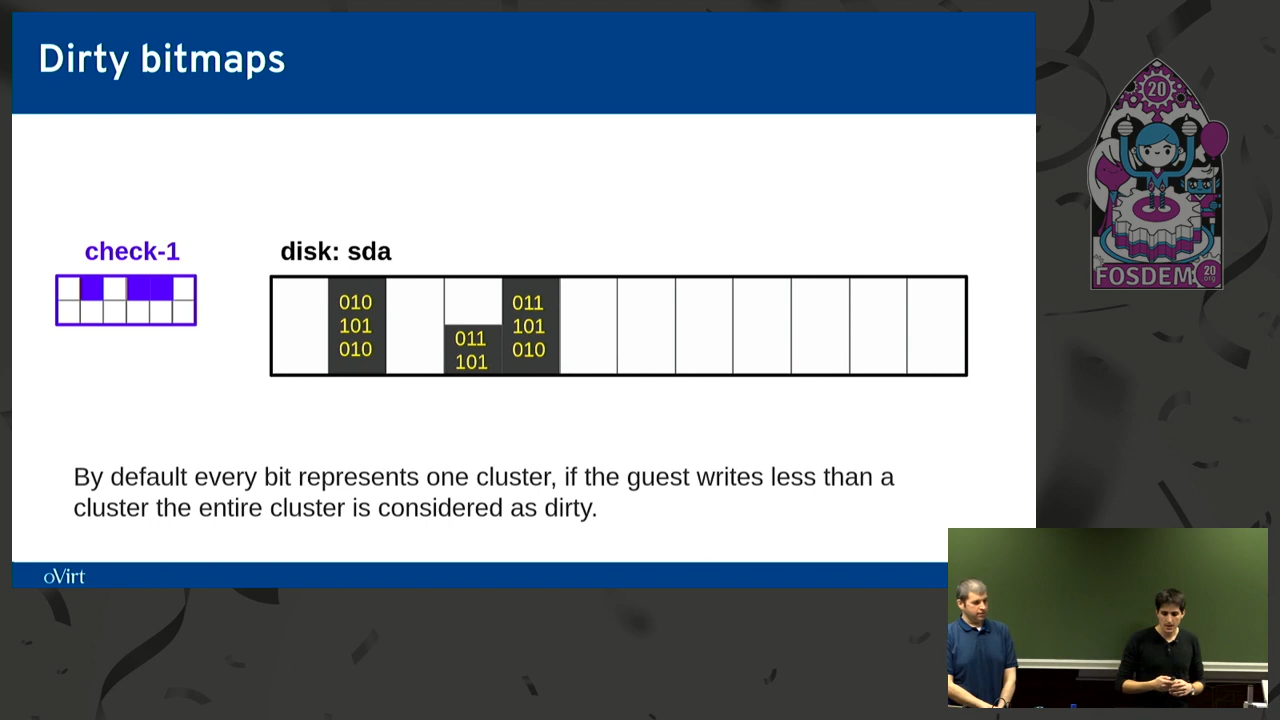 Dirty bitmaps
check-1
disk: sda
010
101
010
011
101
011
101
010
By default every bit represents one cluster, if the guest writes less than a
cluster the entire cluster is considered as dirty.
oVirt
20
FOSDEM
20
org